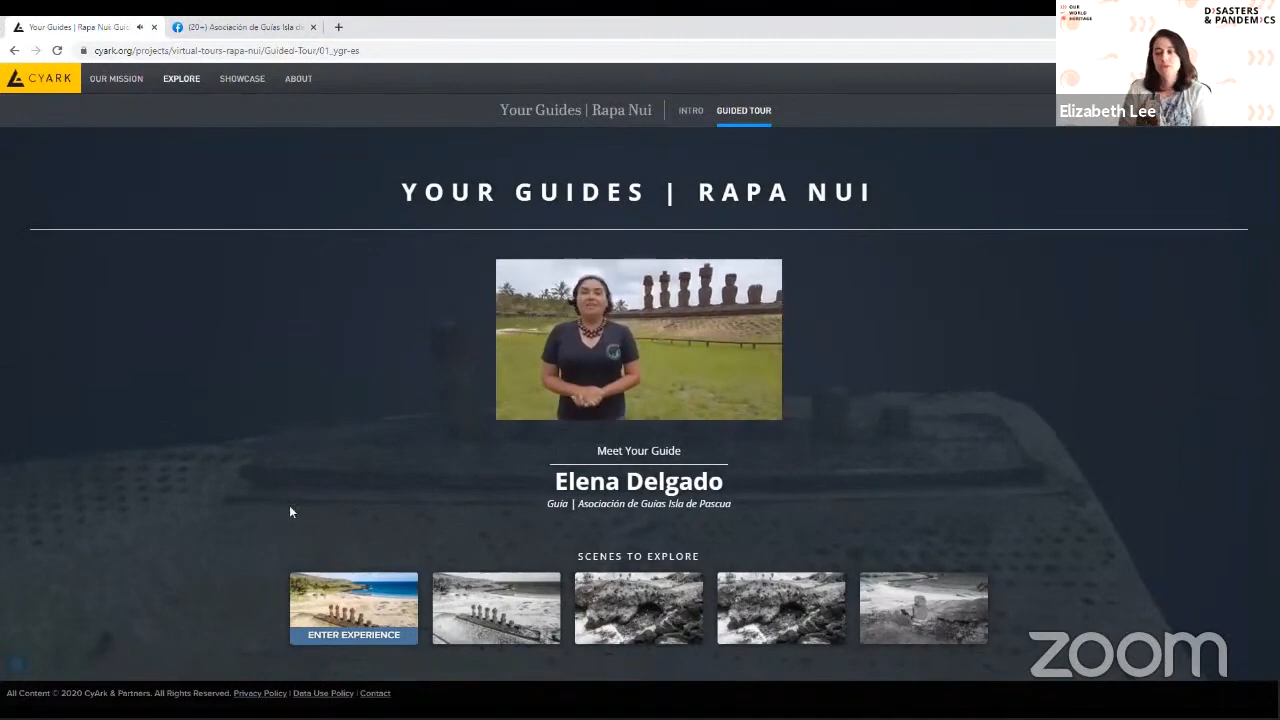 Your Guides | Rapa Nui Gui
(20+) Asociación de Guías Isla de
cyark.org/projects/virtual-tours-rapa-nui/Guided-Tour/01_ygr-es
OUR
WORLD
HERITAGE
DISASTERS
& PANDEMICS
Elizabeth Lee
CYARK
OUR MISSION
EXPLORE
SHOWCASE
ABOUT
Your Guides | Rapa Nui
INTRO
GUIDED TOUR
YOUR GUIDES | RAPA NUI
Meet Your Guide
Elena Delgado
Guía | Asociación de Guías Isla de Pascua
SCENES TO EXPLORE
ENTER EXPERIENCE
zoom
All Content © 2020 CyArk & Partners. All Rights Reserved. Privacy Policy | Data Use Policy | Contact